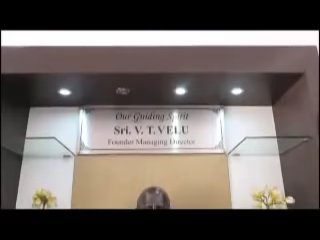 Our Guiding Spirit
Sri. V. T. VELU
Founder Managing Director